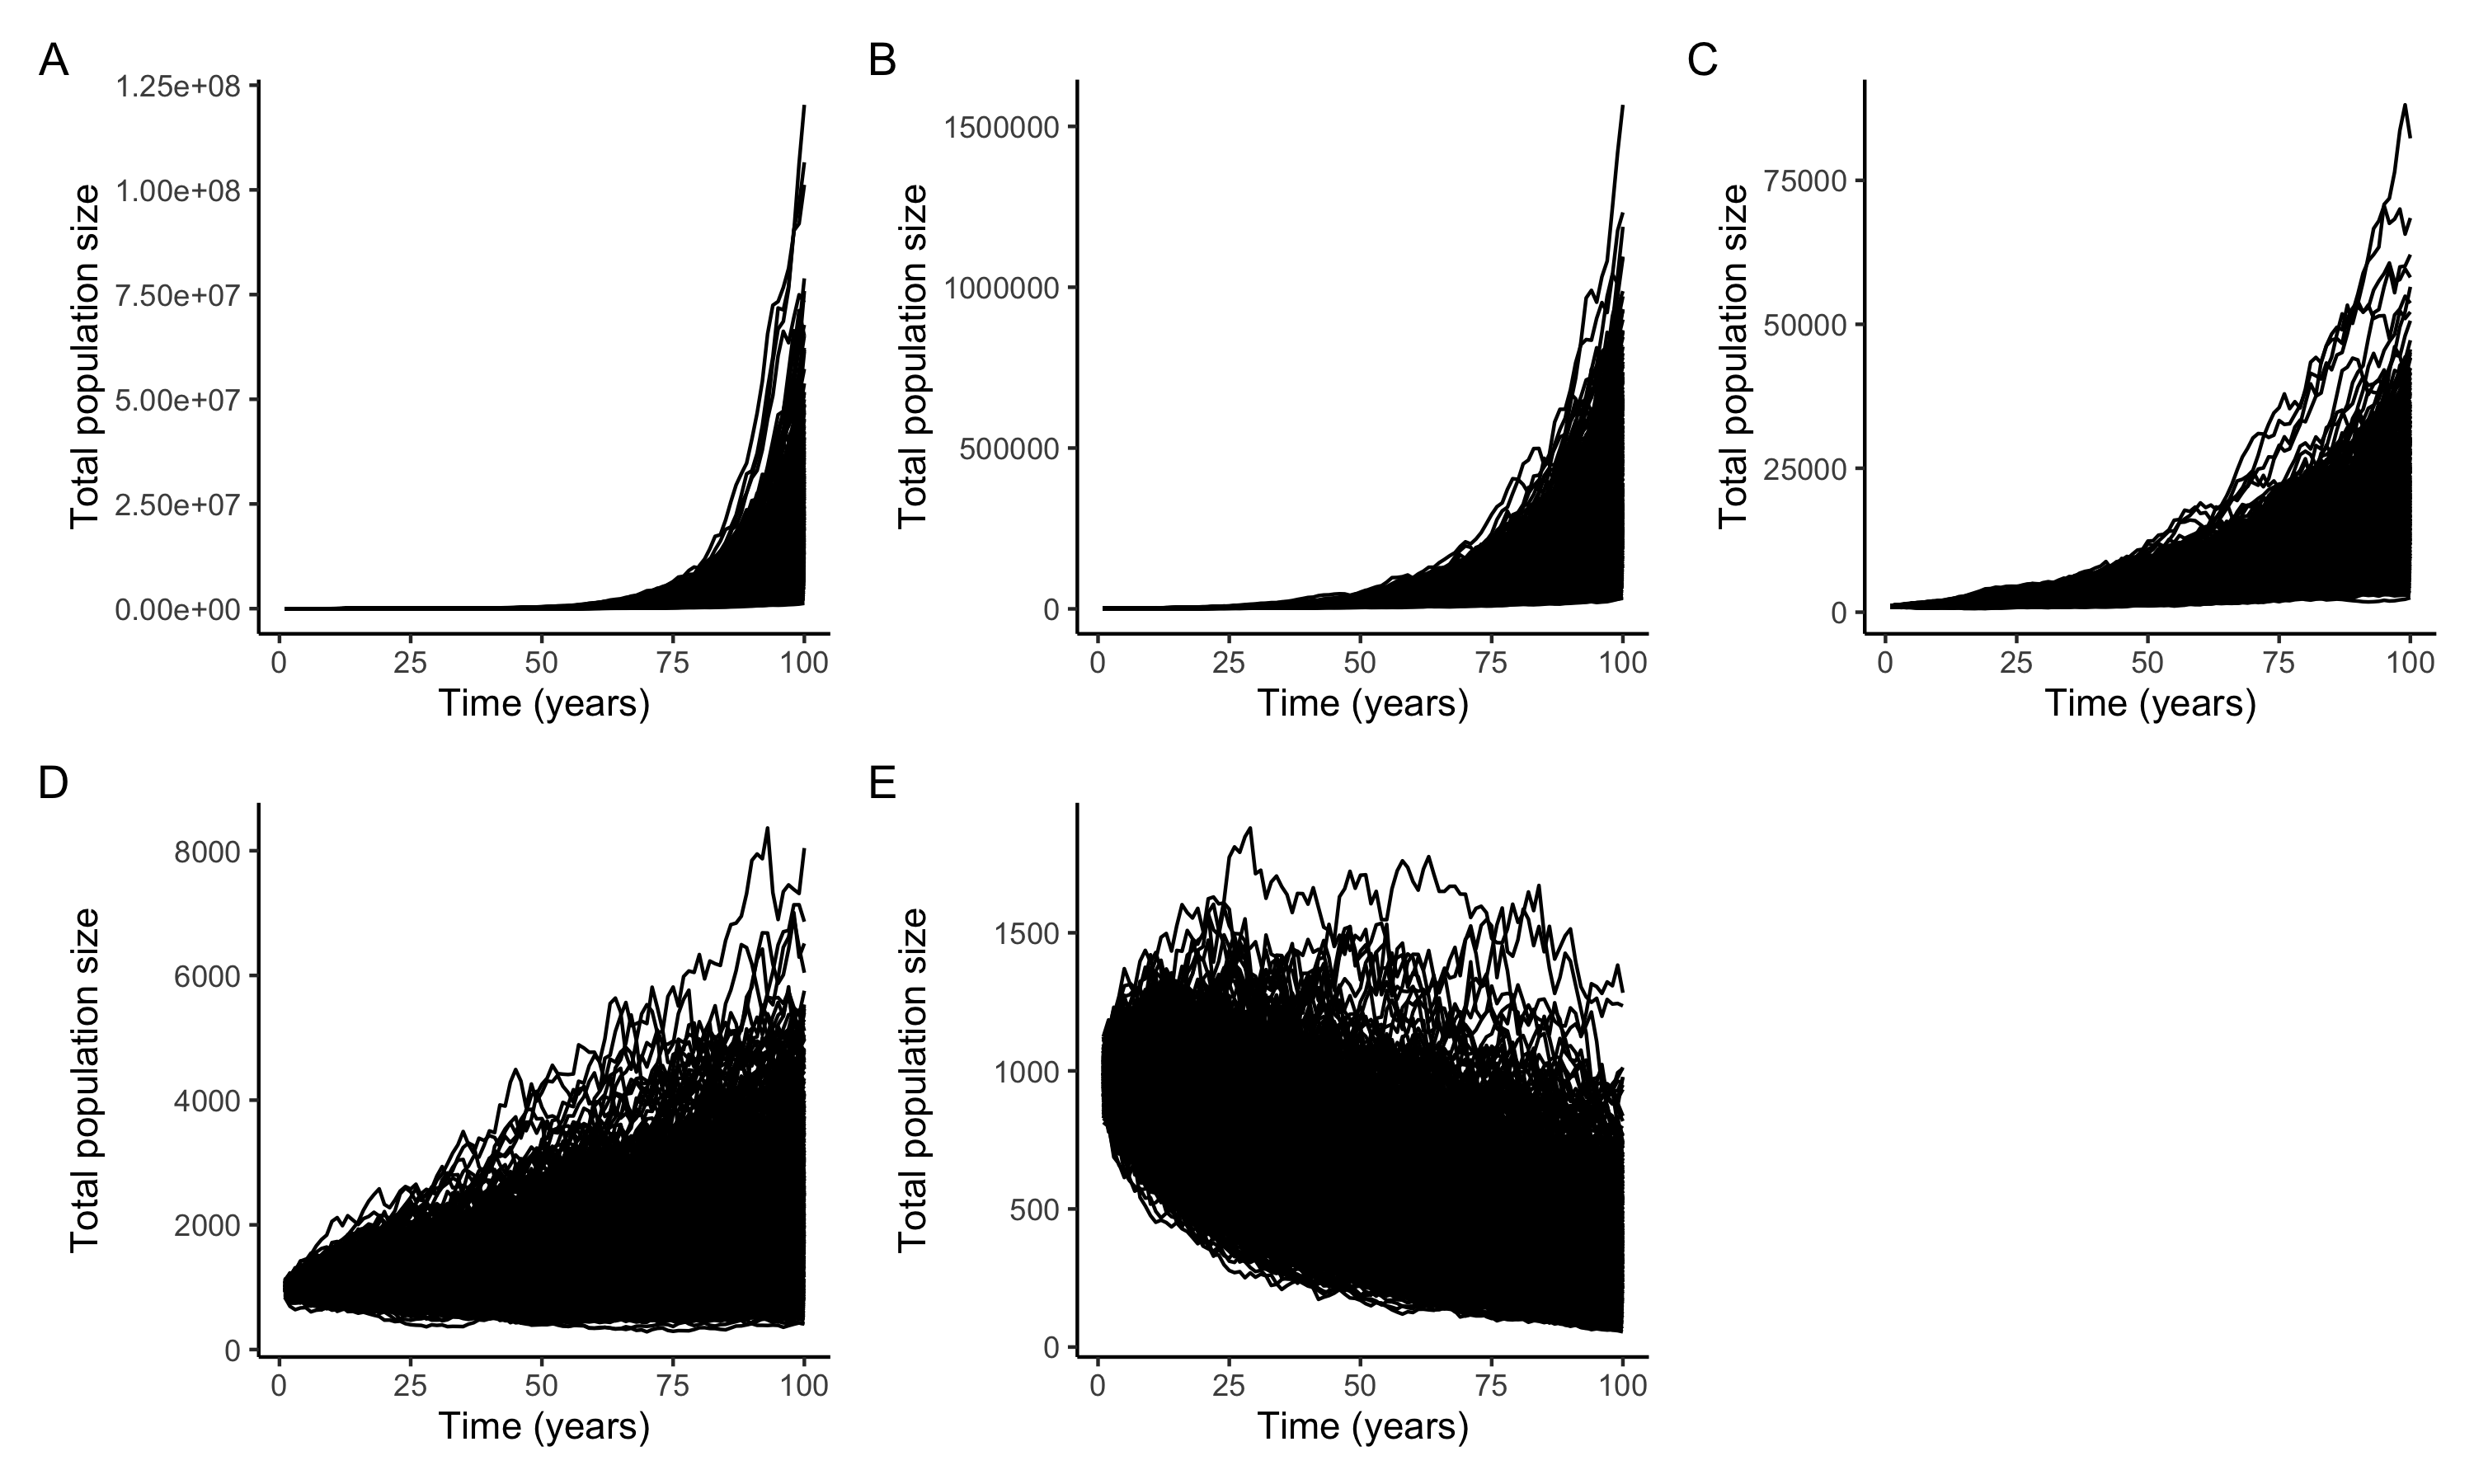 A
1.25e+08
1.00e+08
7.50e+07
5.00e+07
2.50e+07
0.00e+00
Total population size
0 25 50 75 100
Time (years)
B
1500000
1000000
500000
0
Total population size
0 25 50 75 100
Time (years)
C
75000
50000
25000
0
Total population size
0 25 50 75 100
Time (years)
D
8000
6000
4000
2000
0
Total population size
0 25 50 75 100
Time (years)
E
1500
1000
500
0
Total population size
0 25 50 75 100
Time (years)